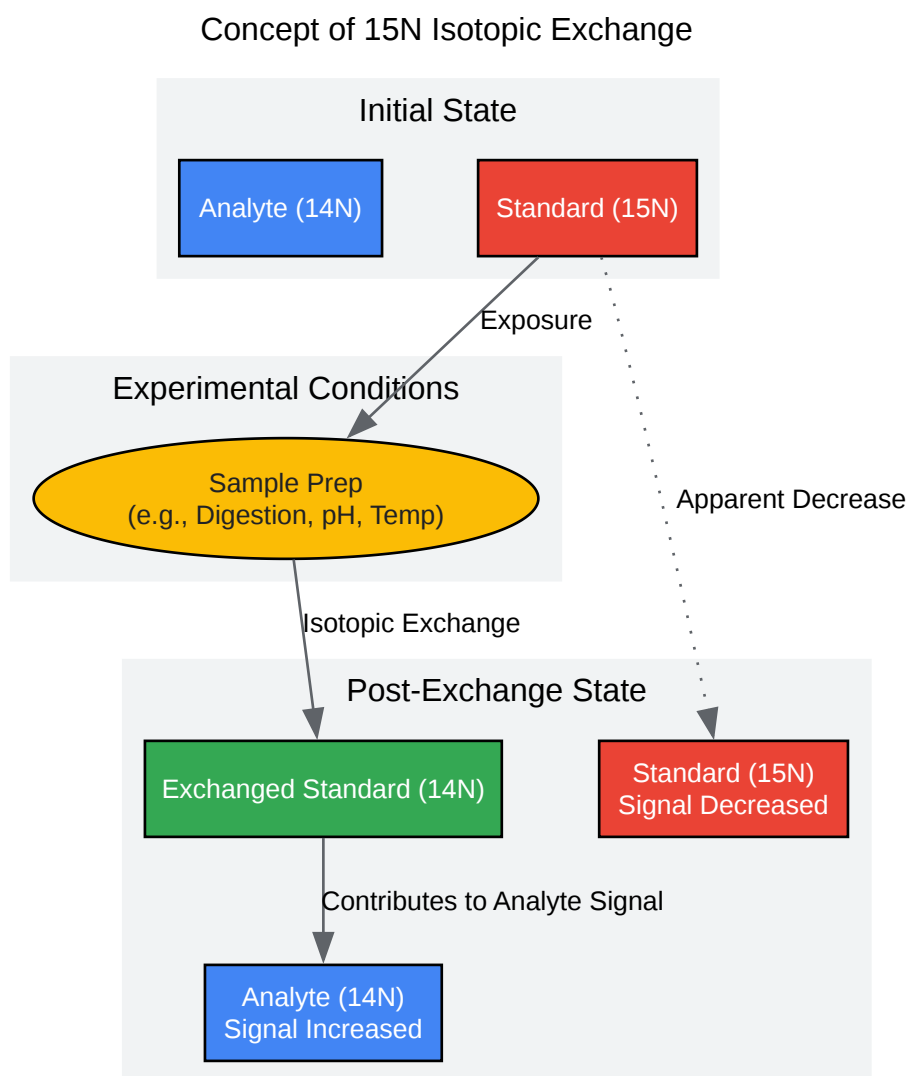 Concept of 15N Isotopic Exchange
Initial State
Analyte (14N)
Standard (15N)
Exposure
Experimental Conditions
Sample Prep
(e.g., Digestion, pH, Temp)
Apparent Decrease
Isotopic Exchange
Post-Exchange State
Exchanged Standard (14N)
Standard (15N)
Signal Decreased
Contributes to Analyte Signal
Analyte (14N)
Signal Increased